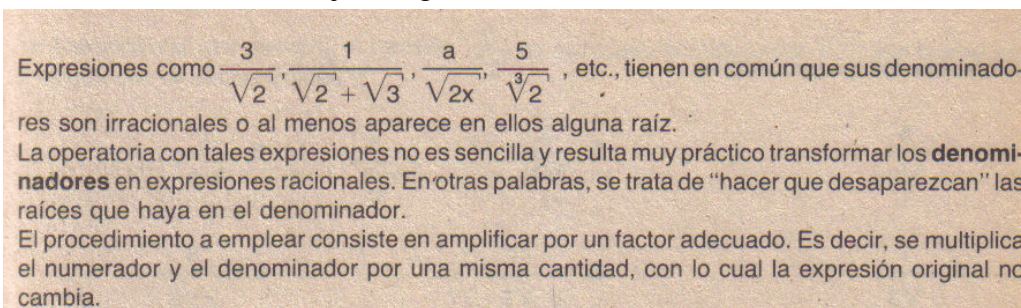 Expresiones como 3/√2, 1/(√2 + √3), a/√2x, 5/∛2, etc., tienen en común que sus denominado-
res son irracionales o al menos aparece en ellos alguna raíz.
La operatoria con tales expresiones no es sencilla y resulta muy práctico transformar los denomi-
nadores en expresiones racionales. En otras palabras, se trata de "hacer que desaparezcan" las
raíces que haya en el denominador.
El procedimiento a emplear consiste en amplificar por un factor adecuado. Es decir, se multiplica
el numerador y el denominador por una misma cantidad, con lo cual la expresión original no
cambia.